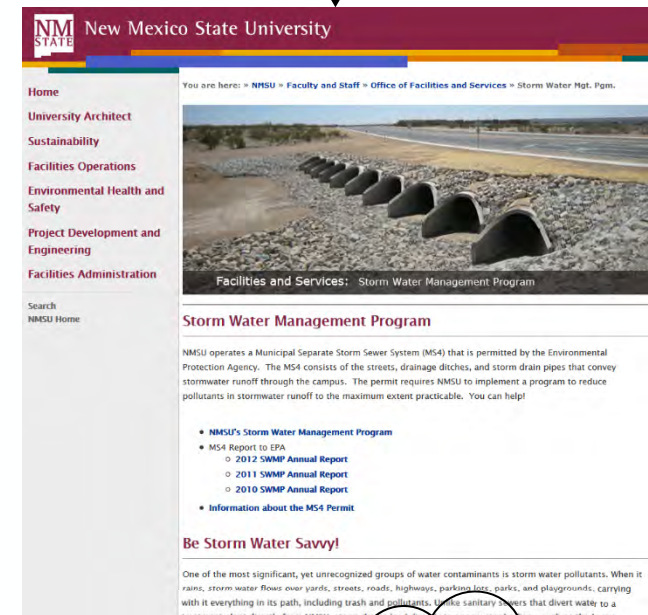 NM
STATE
New Mexico State University
You are here: » NMSU » Faculty and Staff » Office of Facilities and Services » Storm Water Mgt. Pgm.
Home
University Architect
Sustainability
Facilities Operations
Environmental Health and
Safety
Project Development and
Engineering
Facilities Administration
Search
NMSU Home
Facilities and Services: Storm Water Management Program
Storm Water Management Program
NMSU operates a Municipal Separate Storm Sewer System (MS4) that is permitted by the Environmental
Protection Agency. The MS4 consists of the streets, drainage ditches, and storm drain pipes that convey
stormwater runoff through the campus. The permit requires NMSU to implement a program to reduce
pollutants in stormwater runoff to the maximum extent practicable. You can help!
• NMSU's Storm Water Management Program
• MS4 Report to EPA
○ 2012 SWMP Annual Report
○ 2011 SWMP Annual Report
○ 2010 SWMP Annual Report
• Information about the MS4 Permit
Be Storm Water Savvy!
One of the most significant, yet unrecognized groups of water contaminants is storm water pollutants. When it
rains, storm water flows over yards, streets, roads, highways, parking lots, parks, and playgrounds, carrying
with it everything in its path, including trash and pollutants. Unlike sanitary sewers that divert water to a